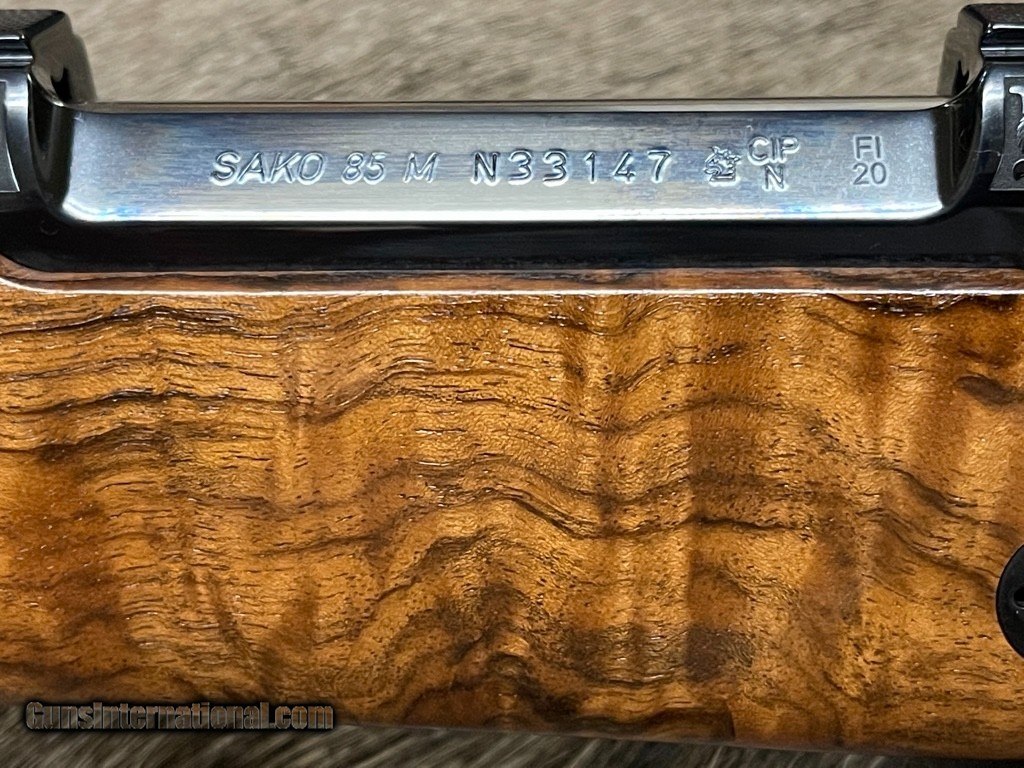 SAKO 85 M N33147 CIP FI
N 20
GunsInternational.com